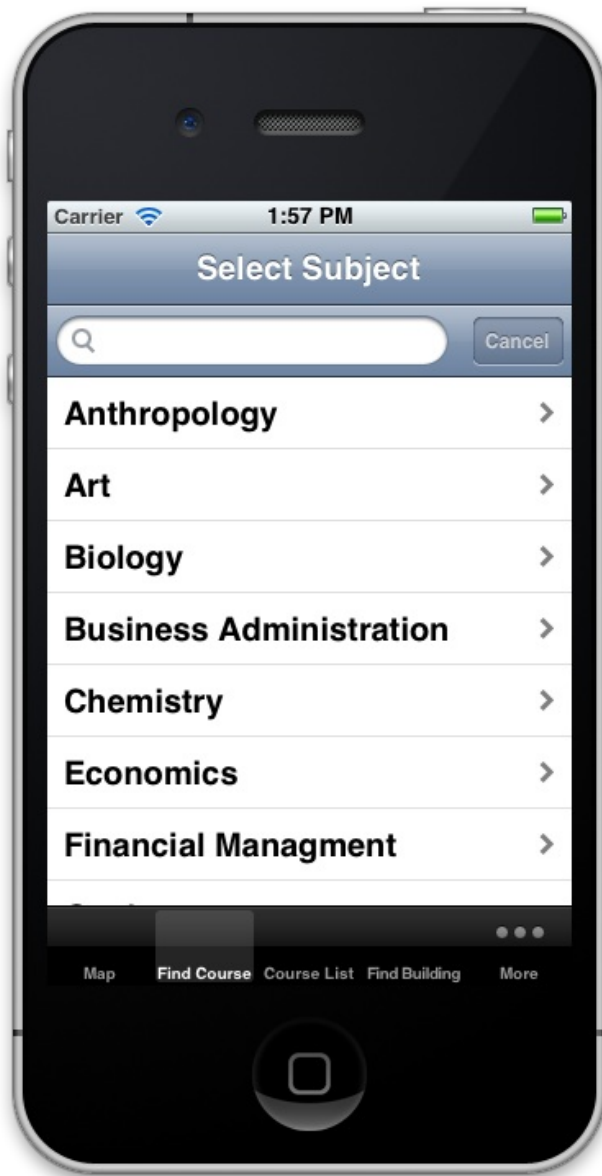 Carrier 1:57 PM
Select Subject
Cancel
Anthropology
Art
Biology
Business Administration
Chemistry
Economics
Financial Managment
Map Find Course Course List Find Building More